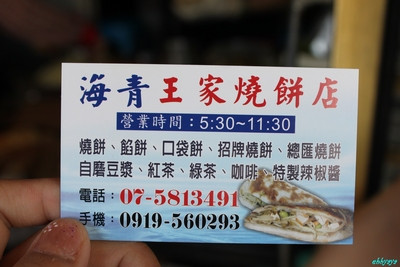 海青王家燒餅店
營業時間：5:30~11:30
燒餅、餡餅、口袋餅、招牌燒餅、總匯燒餅
自磨豆漿、紅茶、綠茶、咖啡、特製辣椒醬
電話：07-5813491
手機：0919-560293